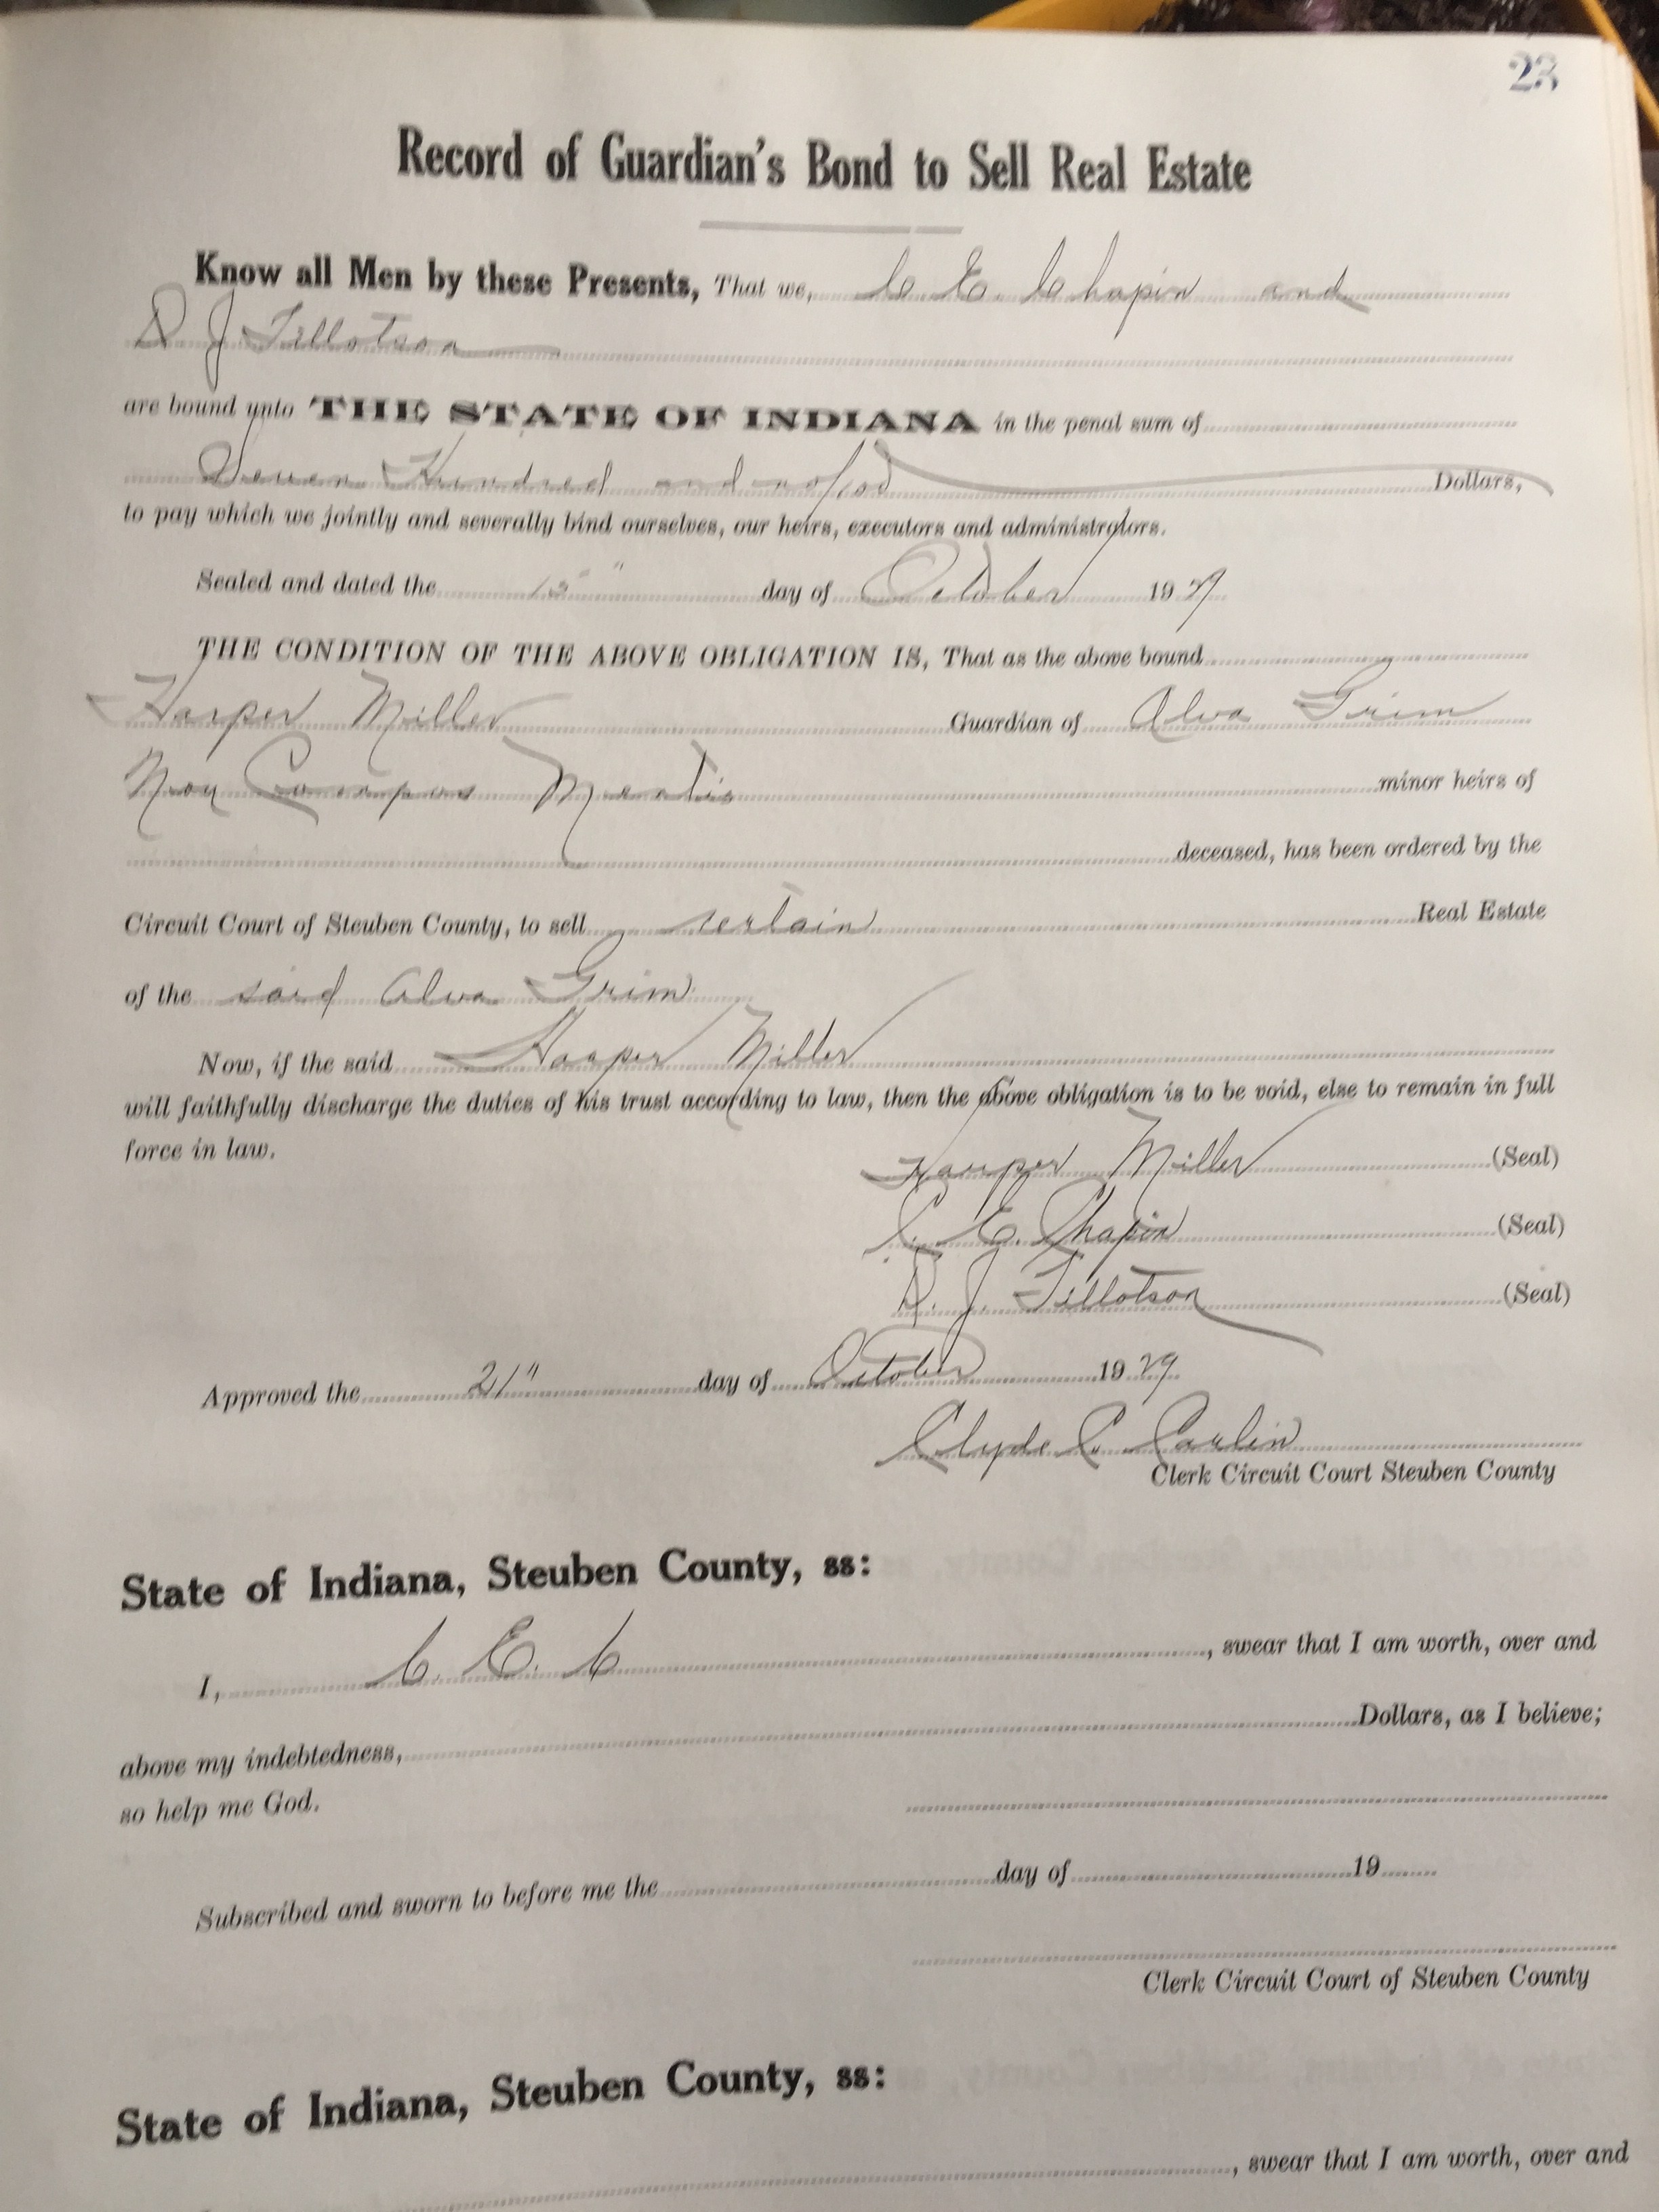 23
Record of Guardian's Bond to Sell Real Estate
Know all Men by these Presents, That we, C. E. Chapin and
D J Tillotson
are bound unto THE STATE OF INDIANA in the penal sum of
Seven Hundred and no/00 Dollars,
to pay which we jointly and severally bind ourselves, our heirs, executors and administrators.
Sealed and dated the day of October 1929
THE CONDITION OF THE ABOVE OBLIGATION IS, That as the above bound
Harper Miller Guardian of Alva Grim
Non Compos Mentis minor heirs of
deceased, has been ordered by the
Circuit Court of Steuben County, to sell certain Real Estate
of the said Alva Grim
Now, if the said Harper Miller
will faithfully discharge the duties of his trust according to law, then the above obligation is to be void, else to remain in full
force in law.
Harper Miller (Seal)
C. E. Chapin (Seal)
D. J. Tillotson (Seal)
Approved the 21" day of October 1929
Clyde C. Carlin
Clerk Circuit Court Steuben County
State of Indiana, Steuben County, ss:
I, C. E. C , swear that I am worth, over and
above my indebtedness, Dollars, as I believe;
so help me God.
Subscribed and sworn to before me the day of 19
Clerk Circuit Court of Steuben County
State of Indiana, Steuben County, ss:
, swear that I am worth, over and